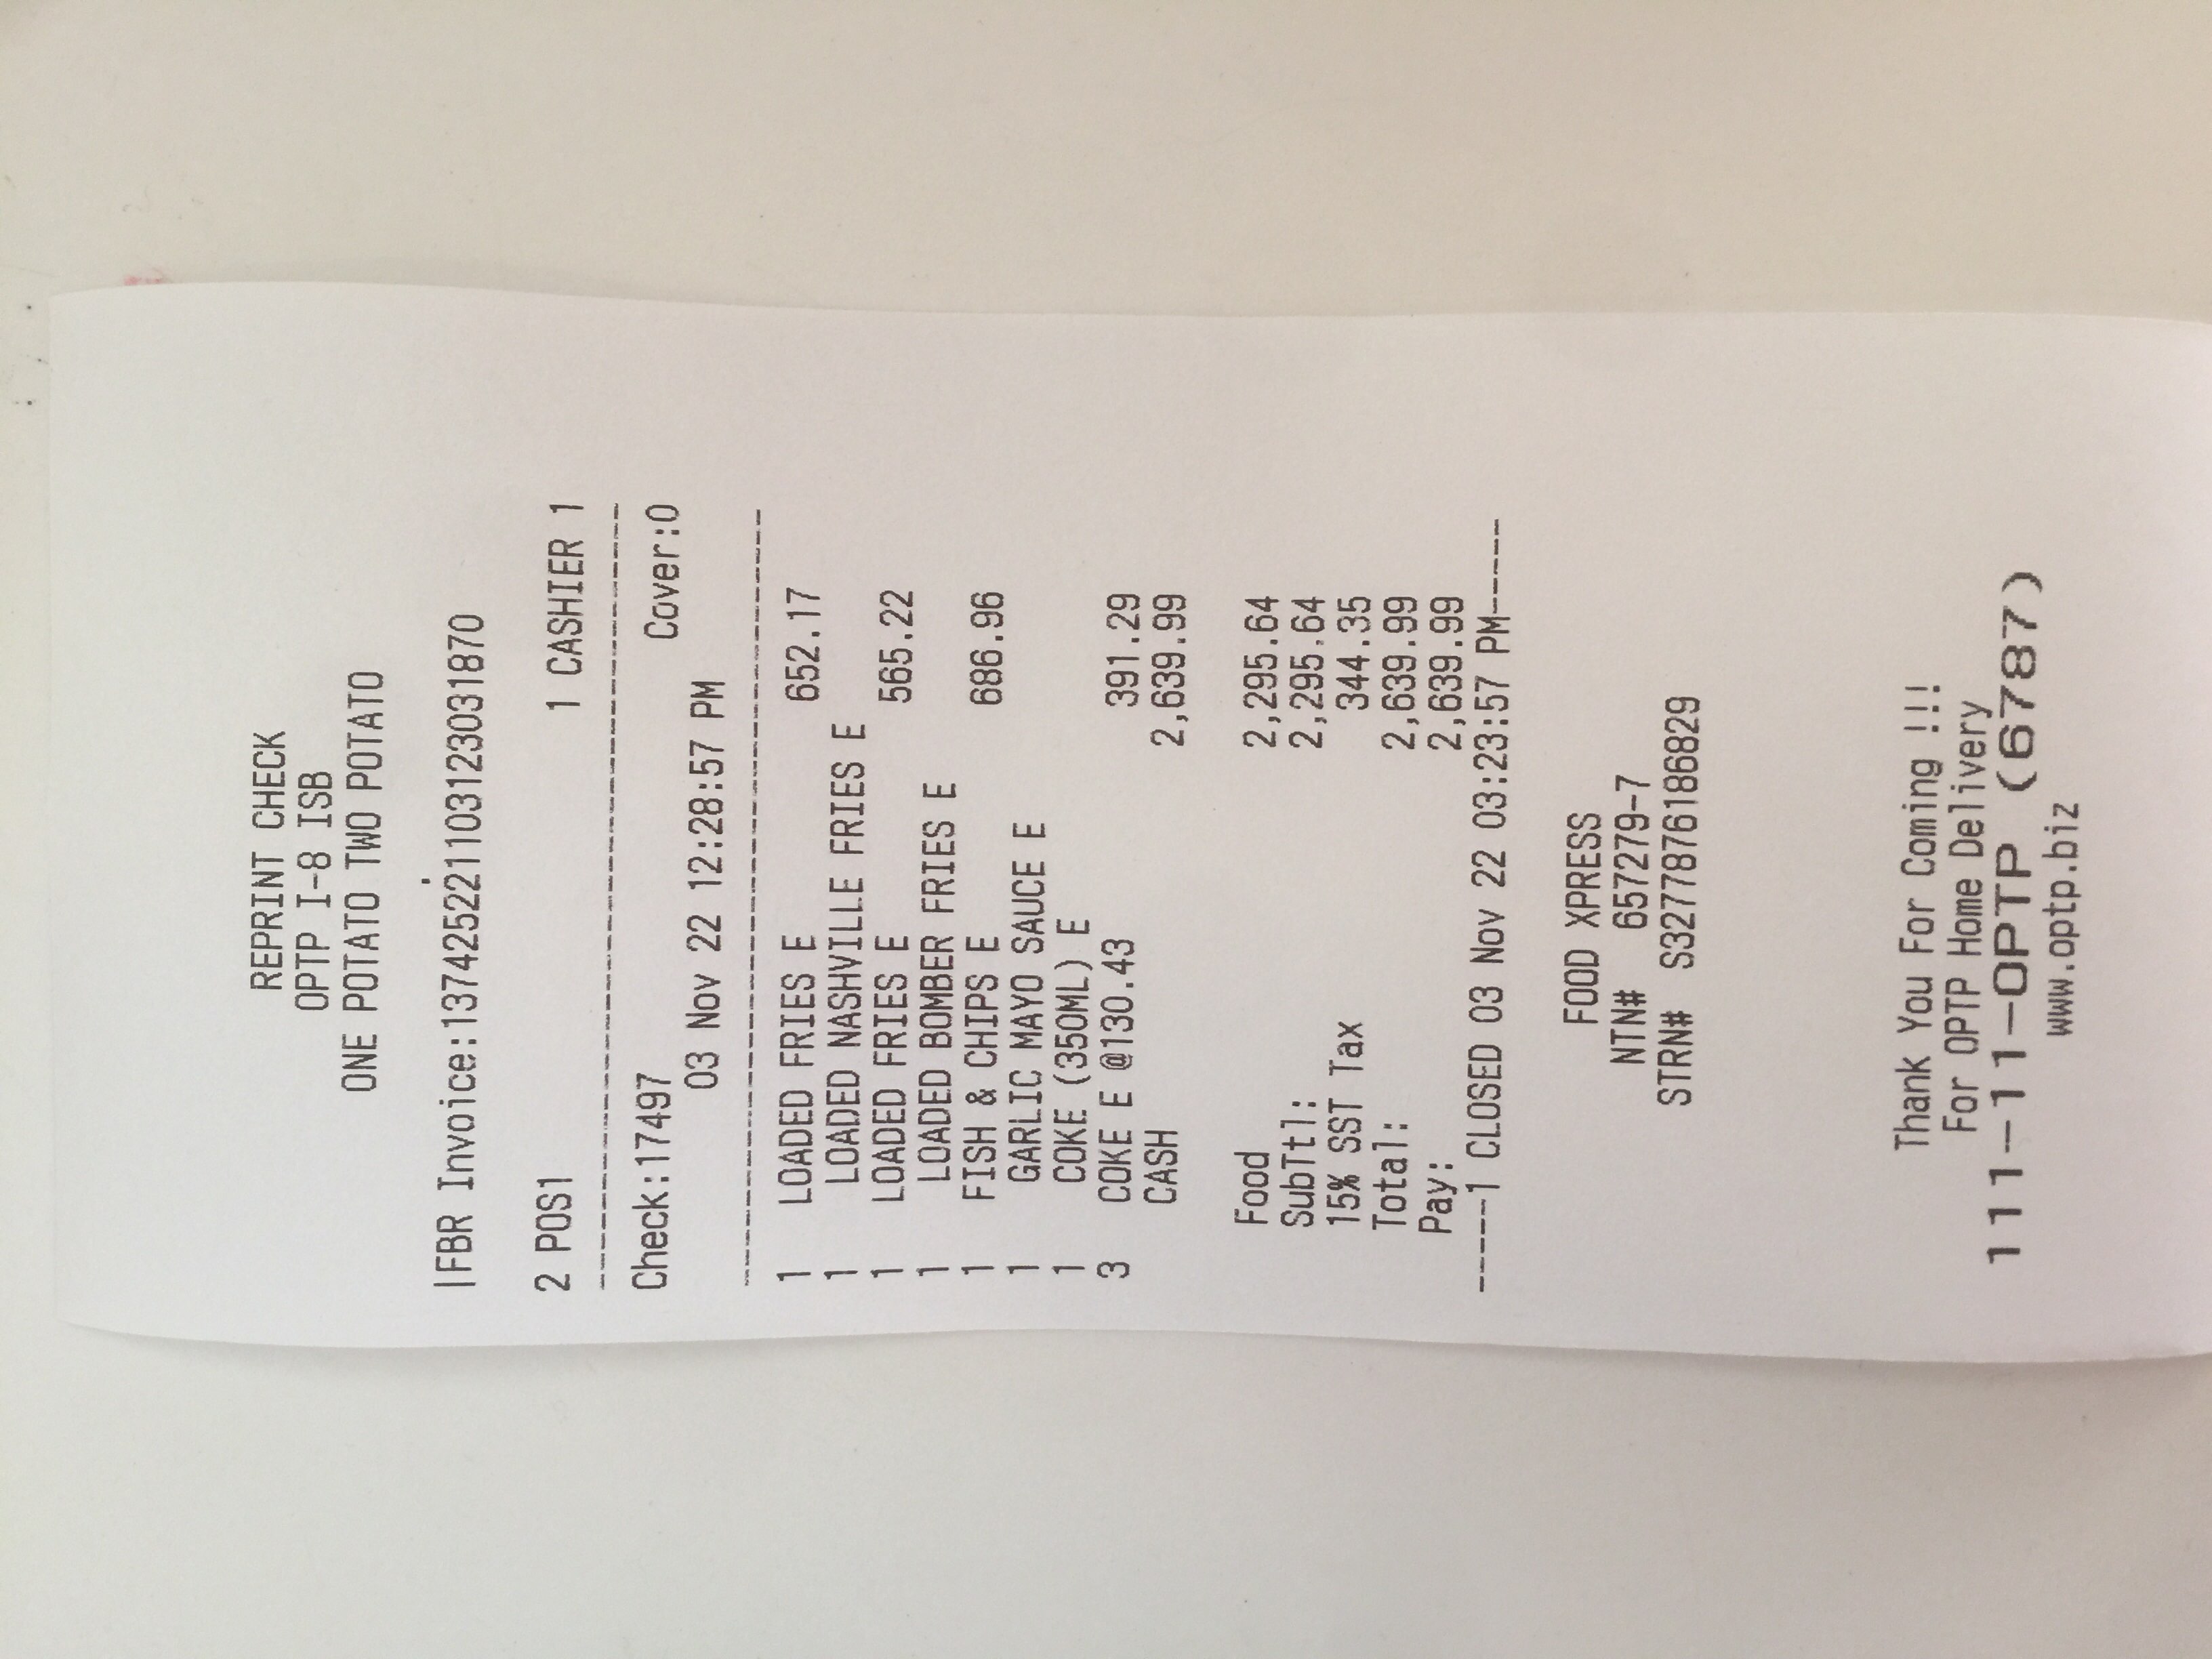 REPRINT CHECK
OPTP I-8 ISB
ONE POTATO TWO POTATO
|FBR Invoice:137425221103123031870
2 POS1 1 CASHIER 1
Check:17497 Cover:0
03 Nov 22 12:28:57 PM
1 LOADED FRIES E 652.17
1 LOADED NASHVILLE FRIES E
1 LOADED FRIES E 565.22
1 LOADED BOMBER FRIES E
1 FISH & CHIPS E 686.96
1 GARLIC MAYO SAUCE E
1 COKE (350ML) E
3 COKE E @130.43 391.29
CASH 2,639.99
Food 2,295.64
SubTtl: 2,295.64
15% SST Tax 344.35
Total: 2,639.99
Pay: 2,639.99
-----1 CLOSED 03 Nov 22 03:23:57 PM-----
FOOD XPRESS
NTN# 657279-7
STRN# S3277876186829
Thank You For Coming !!!
For OPTP Home Delivery
111-11-OPTP (6787)
www.optp.biz